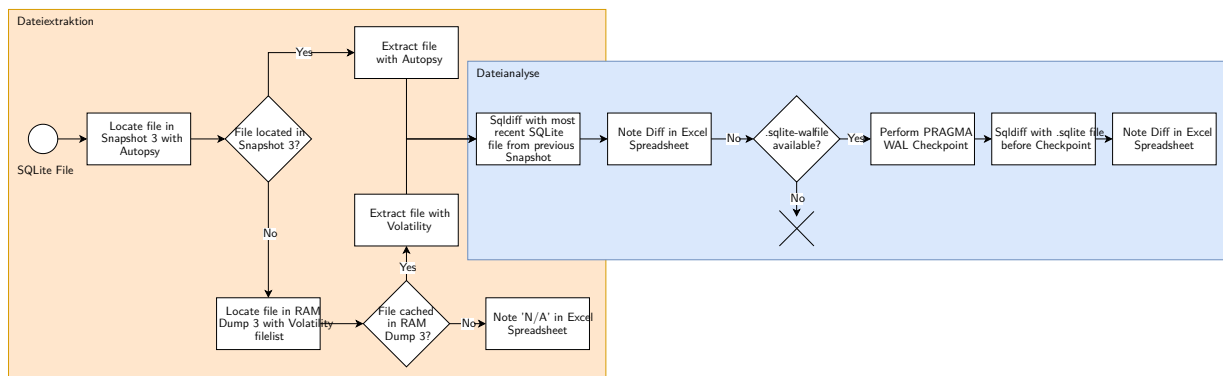 Dateiextraktion
SQLite File
Locate file in
Snapshot 3 with
Autopsy
File located in
Snapshot 3?
Yes
Extract file
with Autopsy
No
Locate file in RAM
Dump 3 with Volatility
filelist
File cached
in RAM
Dump 3?
Yes
Extract file with
Volatility
No
Note 'N/A' in Excel
Spreadsheet
Dateianalyse
Sqldiff with most
recent SQLite
file from previous
Snapshot
Note Diff in Excel
Spreadsheet
No
.sqlite-walfile
available?
No
Yes
Perform PRAGMA
WAL Checkpoint
Sqldiff with .sqlite file
before Checkpoint
Note Diff in Excel
Spreadsheet